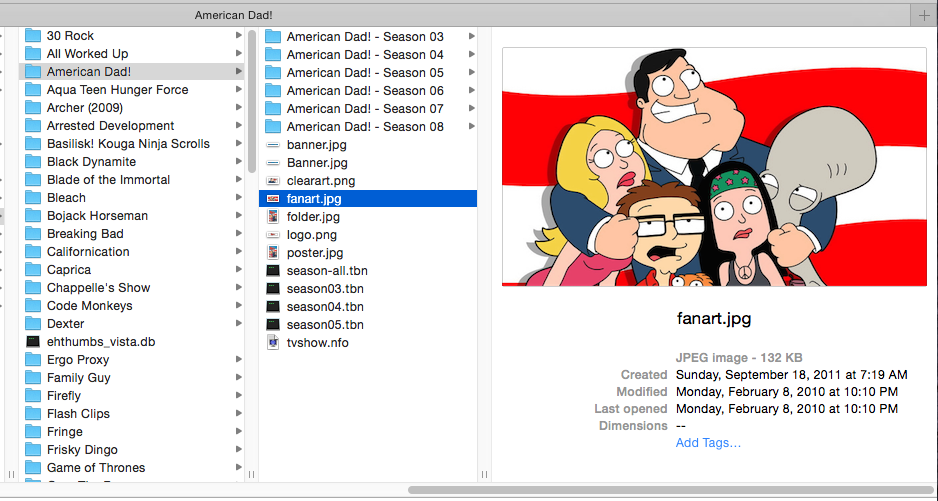 American Dad!
30 Rock
All Worked Up
American Dad!
Aqua Teen Hunger Force
Archer (2009)
Arrested Development
Basilisk! Kouga Ninja Scrolls
Black Dynamite
Blade of the Immortal
Bleach
Bojack Horseman
Breaking Bad
Californication
Caprica
Chappelle's Show
Code Monkeys
Dexter
ehthumbs_vista.db
Ergo Proxy
Family Guy
Firefly
Flash Clips
Fringe
Frisky Dingo
Game of Thrones
American Dad! - Season 03
American Dad! - Season 04
American Dad! - Season 05
American Dad! - Season 06
American Dad! - Season 07
American Dad! - Season 08
banner.jpg
Banner.jpg
clearart.png
fanart.jpg
folder.jpg
logo.png
poster.jpg
season-all.tbn
season03.tbn
season04.tbn
season05.tbn
tvshow.nfo
fanart.jpg
JPEG image - 132 KB
Created Sunday, September 18, 2011 at 7:19 AM
Modified Monday, February 8, 2010 at 10:10 PM
Last opened Monday, February 8, 2010 at 10:10 PM
Dimensions --
Add Tags...